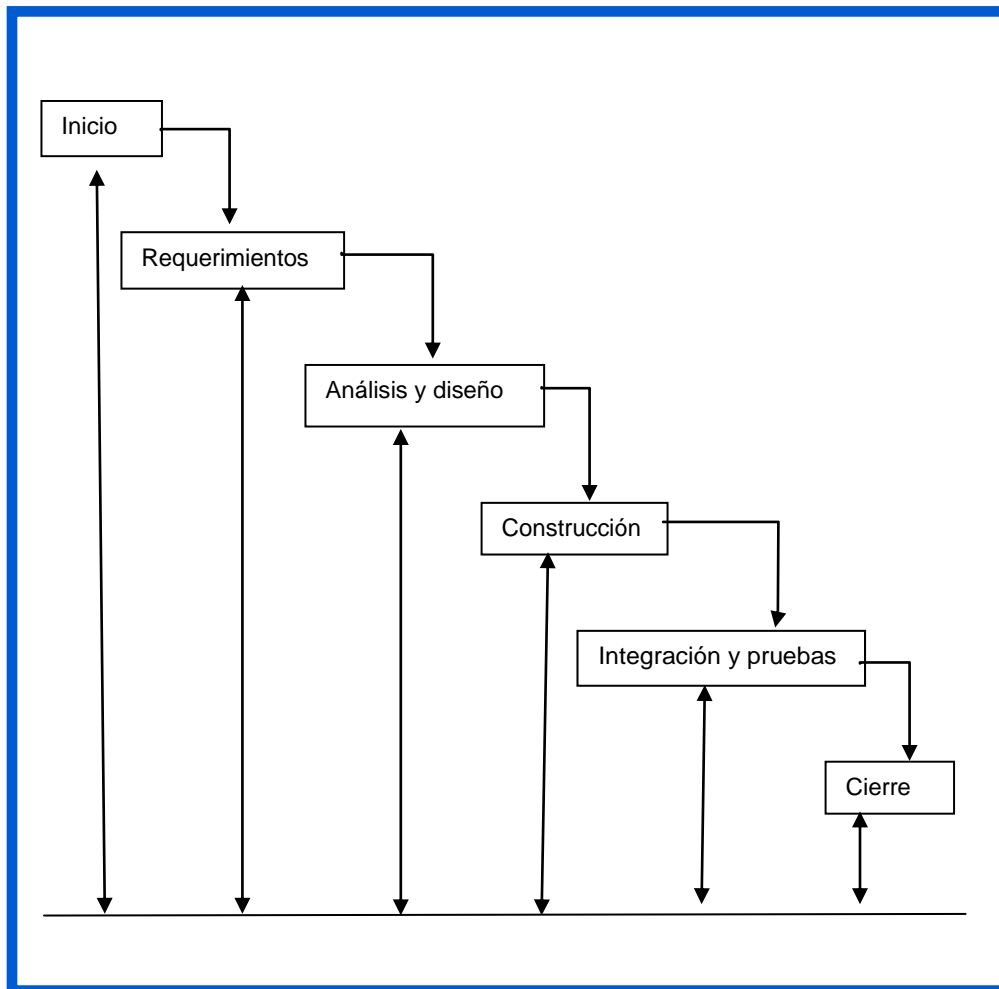 Inicio
Requerimientos
Análisis y diseño
Construcción
Integración y pruebas
Cierre